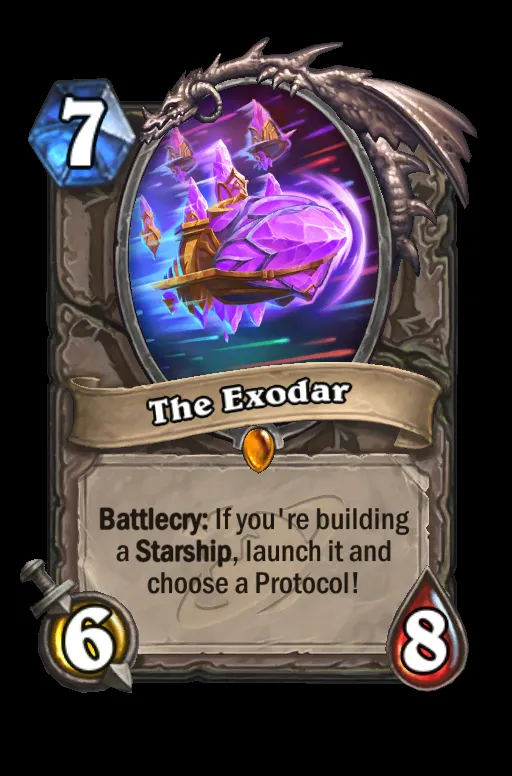 7
The Exodar
Battlecry: If you're building
a Starship, launch it and
choose a Protocol!
6
8